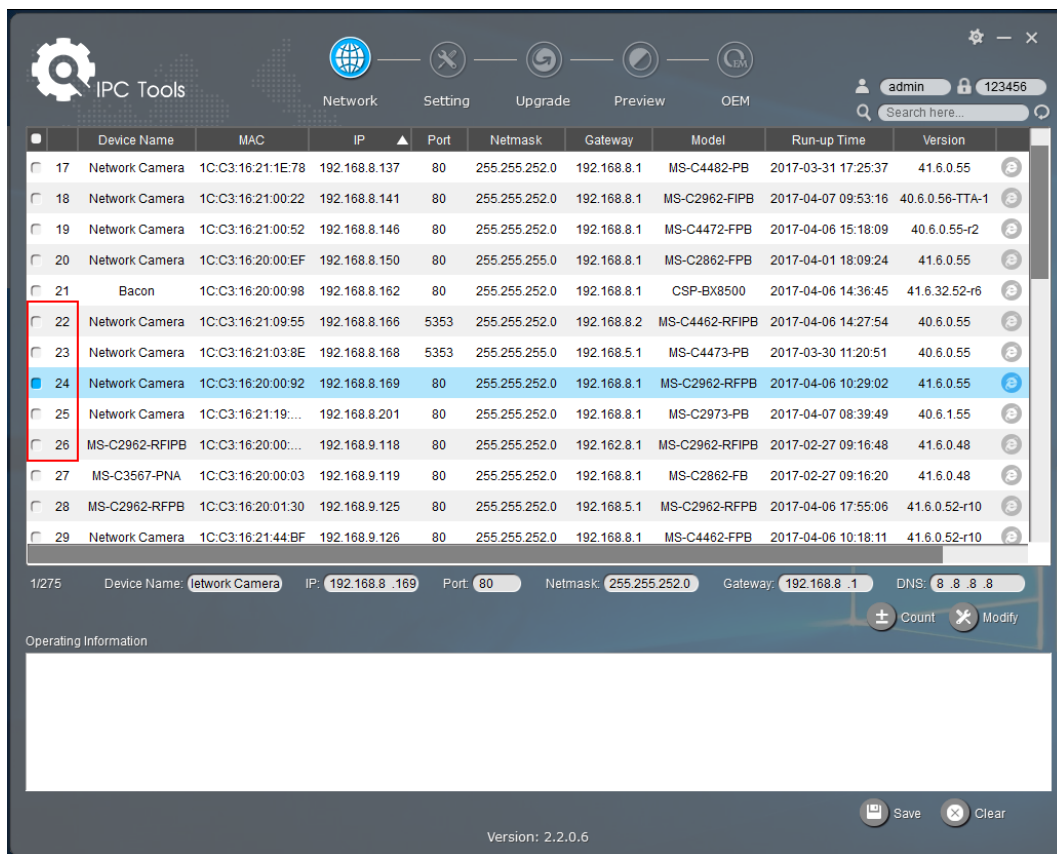 IPC Tools
Network Setting Upgrade Preview OEM
admin 123456
Search here...
Device Name MAC IP Port Netmask Gateway Model Run-up Time Version
17 Network Camera 1C:C3:16:21:1E:78 192.168.8.137 80 255.255.252.0 192.168.8.1 MS-C4482-PB 2017-03-31 17:25:37 41.6.0.55
18 Network Camera 1C:C3:16:21:00:22 192.168.8.141 80 255.255.252.0 192.168.8.1 MS-C2962-FIPB 2017-04-07 09:53:16 40.6.0.56-TTA-1
19 Network Camera 1C:C3:16:21:00:52 192.168.8.146 80 255.255.252.0 192.168.8.1 MS-C4472-FPB 2017-04-06 15:18:09 40.6.0.55-r2
20 Network Camera 1C:C3:16:20:00:EF 192.168.8.150 80 255.255.255.0 192.168.8.1 MS-C2862-FPB 2017-04-01 18:09:24 41.6.0.55
21 Bacon 1C:C3:16:20:00:98 192.168.8.162 80 255.255.252.0 192.168.8.1 CSP-BX8500 2017-04-06 14:36:45 41.6.32.52-r6
22 Network Camera 1C:C3:16:21:09:55 192.168.8.166 5353 255.255.252.0 192.168.8.2 MS-C4462-RFIPB 2017-04-06 14:27:54 40.6.0.55
23 Network Camera 1C:C3:16:21:03:8E 192.168.8.168 5353 255.255.255.0 192.168.5.1 MS-C4473-PB 2017-03-30 11:20:51 40.6.0.55
24 Network Camera 1C:C3:16:20:00:92 192.168.8.169 80 255.255.252.0 192.168.8.1 MS-C2962-RFPB 2017-04-06 10:29:02 41.6.0.55
25 Network Camera 1C:C3:16:21:19:... 192.168.8.201 80 255.255.252.0 192.168.8.1 MS-C2973-PB 2017-04-07 08:39:49 40.6.1.55
26 MS-C2962-RFIPB 1C:C3:16:20:00:... 192.168.9.118 80 255.255.252.0 192.162.8.1 MS-C2962-RFIPB 2017-02-27 09:16:48 41.6.0.48
27 MS-C3567-PNA 1C:C3:16:20:00:03 192.168.9.119 80 255.255.252.0 192.168.8.1 MS-C2862-FB 2017-02-27 09:16:20 41.6.0.48
28 MS-C2962-RFPB 1C:C3:16:20:01:30 192.168.9.125 80 255.255.252.0 192.168.5.1 MS-C2962-RFPB 2017-04-06 17:55:06 41.6.0.52-r10
29 Network Camera 1C:C3:16:21:44:BF 192.168.9.126 80 255.255.252.0 192.168.8.1 MS-C4462-FPB 2017-04-06 10:18:11 41.6.0.52-r10
1/275 Device Name: letwork Camera IP: 192.168.8 .169 Port: 80 Netmask: 255.255.252.0 Gateway: 192.168.8 .1 DNS: 8 .8 .8 .8
Count Modify
Operating Information
Save Clear
Version: 2.2.0.6